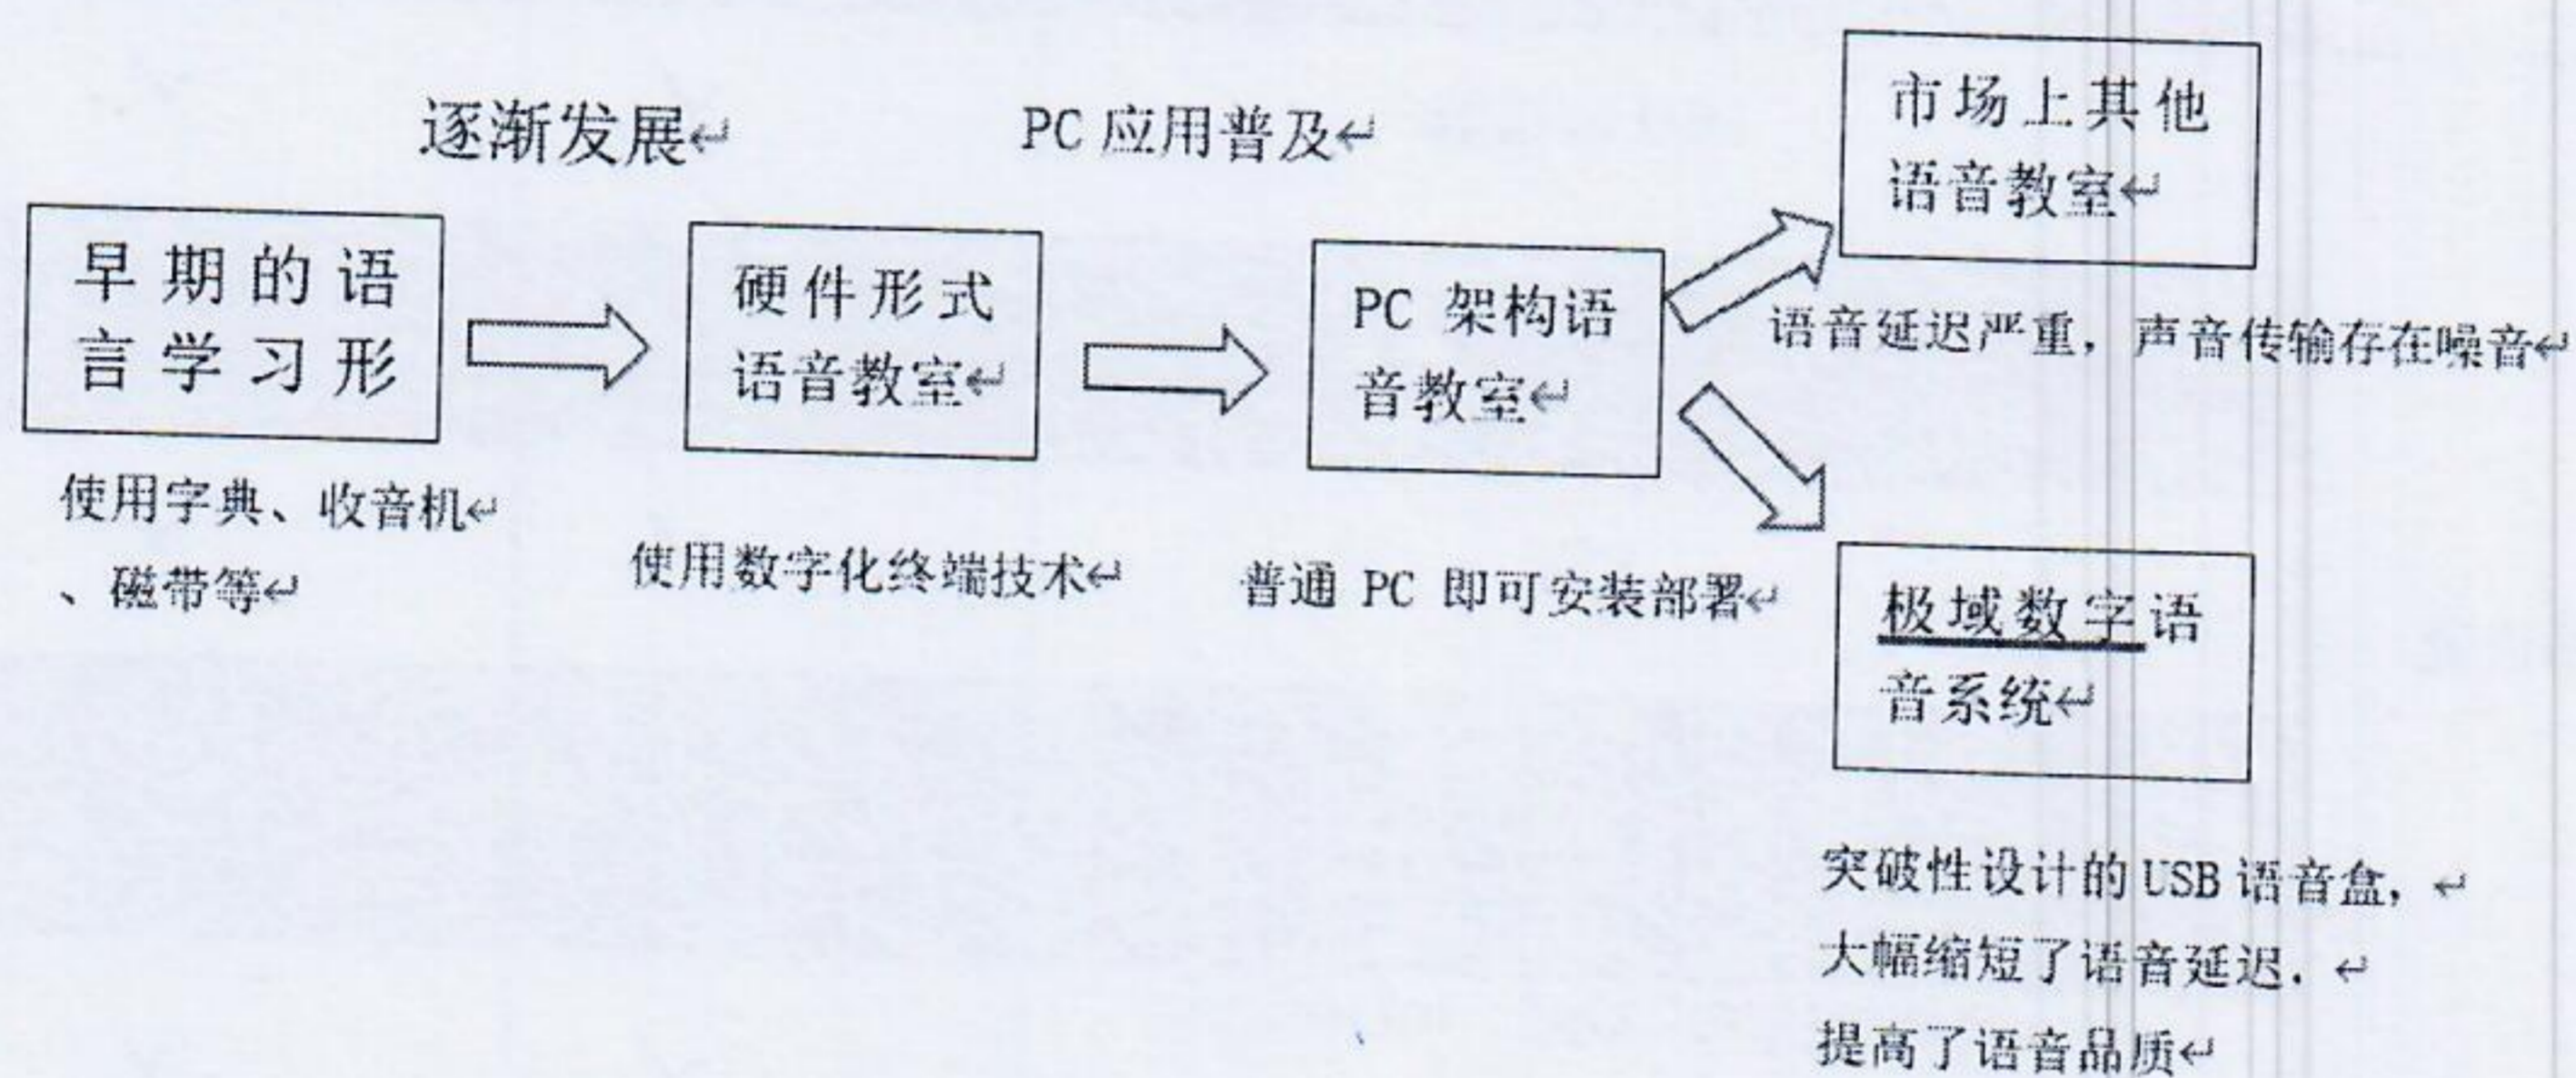 逐渐发展
PC 应用普及
市场上其他
语音教室
早期的语
言学习形
硬件形式
语音教室
PC 架构语
音教室
语音延迟严重，声音传输存在噪音
使用字典、收音机
、磁带等
使用数字化终端技术
普通 PC 即可安装部署
极域数字语
音系统
突破性设计的 USB 语音盒，
大幅缩短了语音延迟．
提高了语音品质